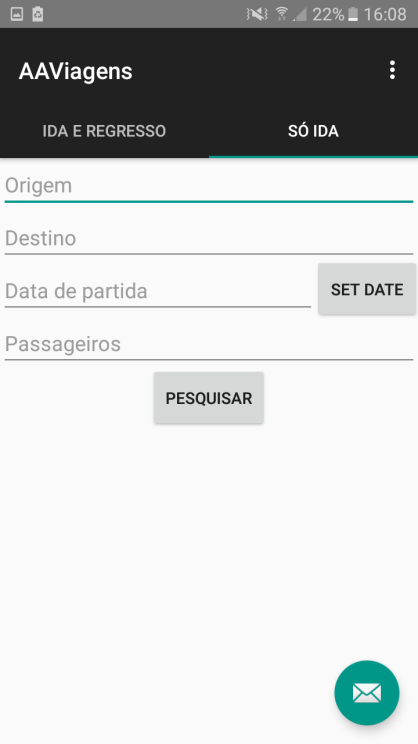 22% 16:08
AAViagens
IDA E REGRESSO SÓ IDA
Origem
Destino
Data de partida SET DATE
Passageiros
PESQUISAR